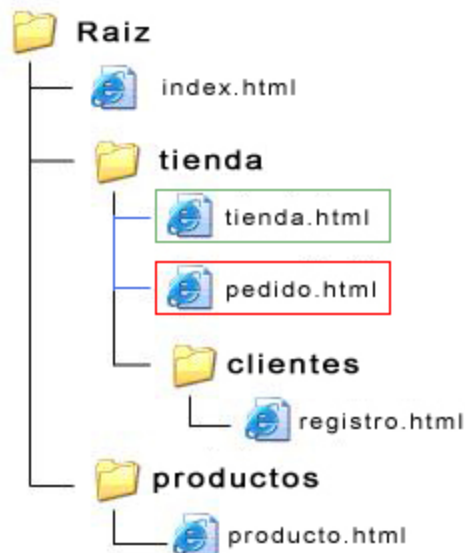 Raiz
index.html
tienda
tienda.html
pedido.html
clientes
registro.html
productos
producto.html